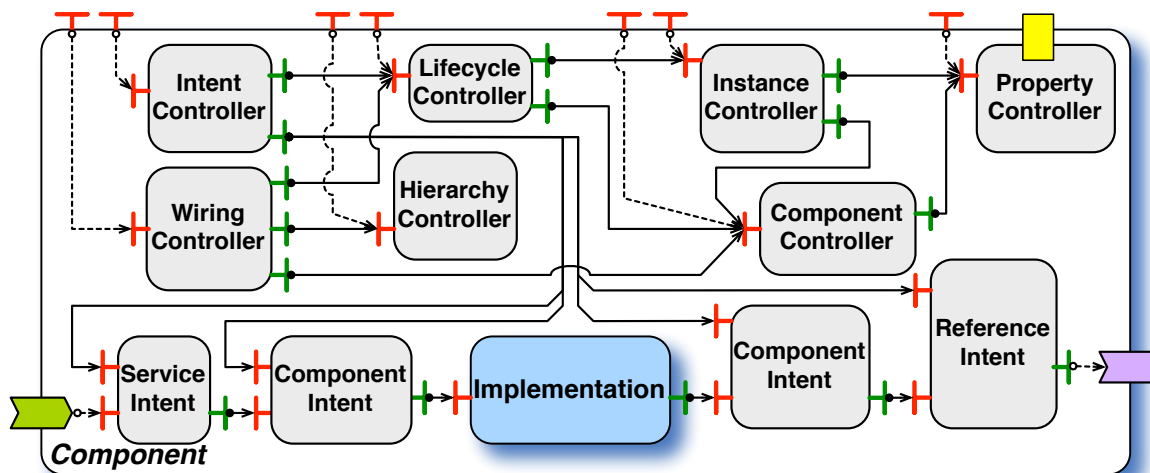 Intent
Controller
Lifecycle
Controller
Instance
Controller
Property
Controller
Wiring
Controller
Hierarchy
Controller
Component
Controller
Service
Intent
Component
Intent
Implementation
Component
Intent
Reference
Intent
Component